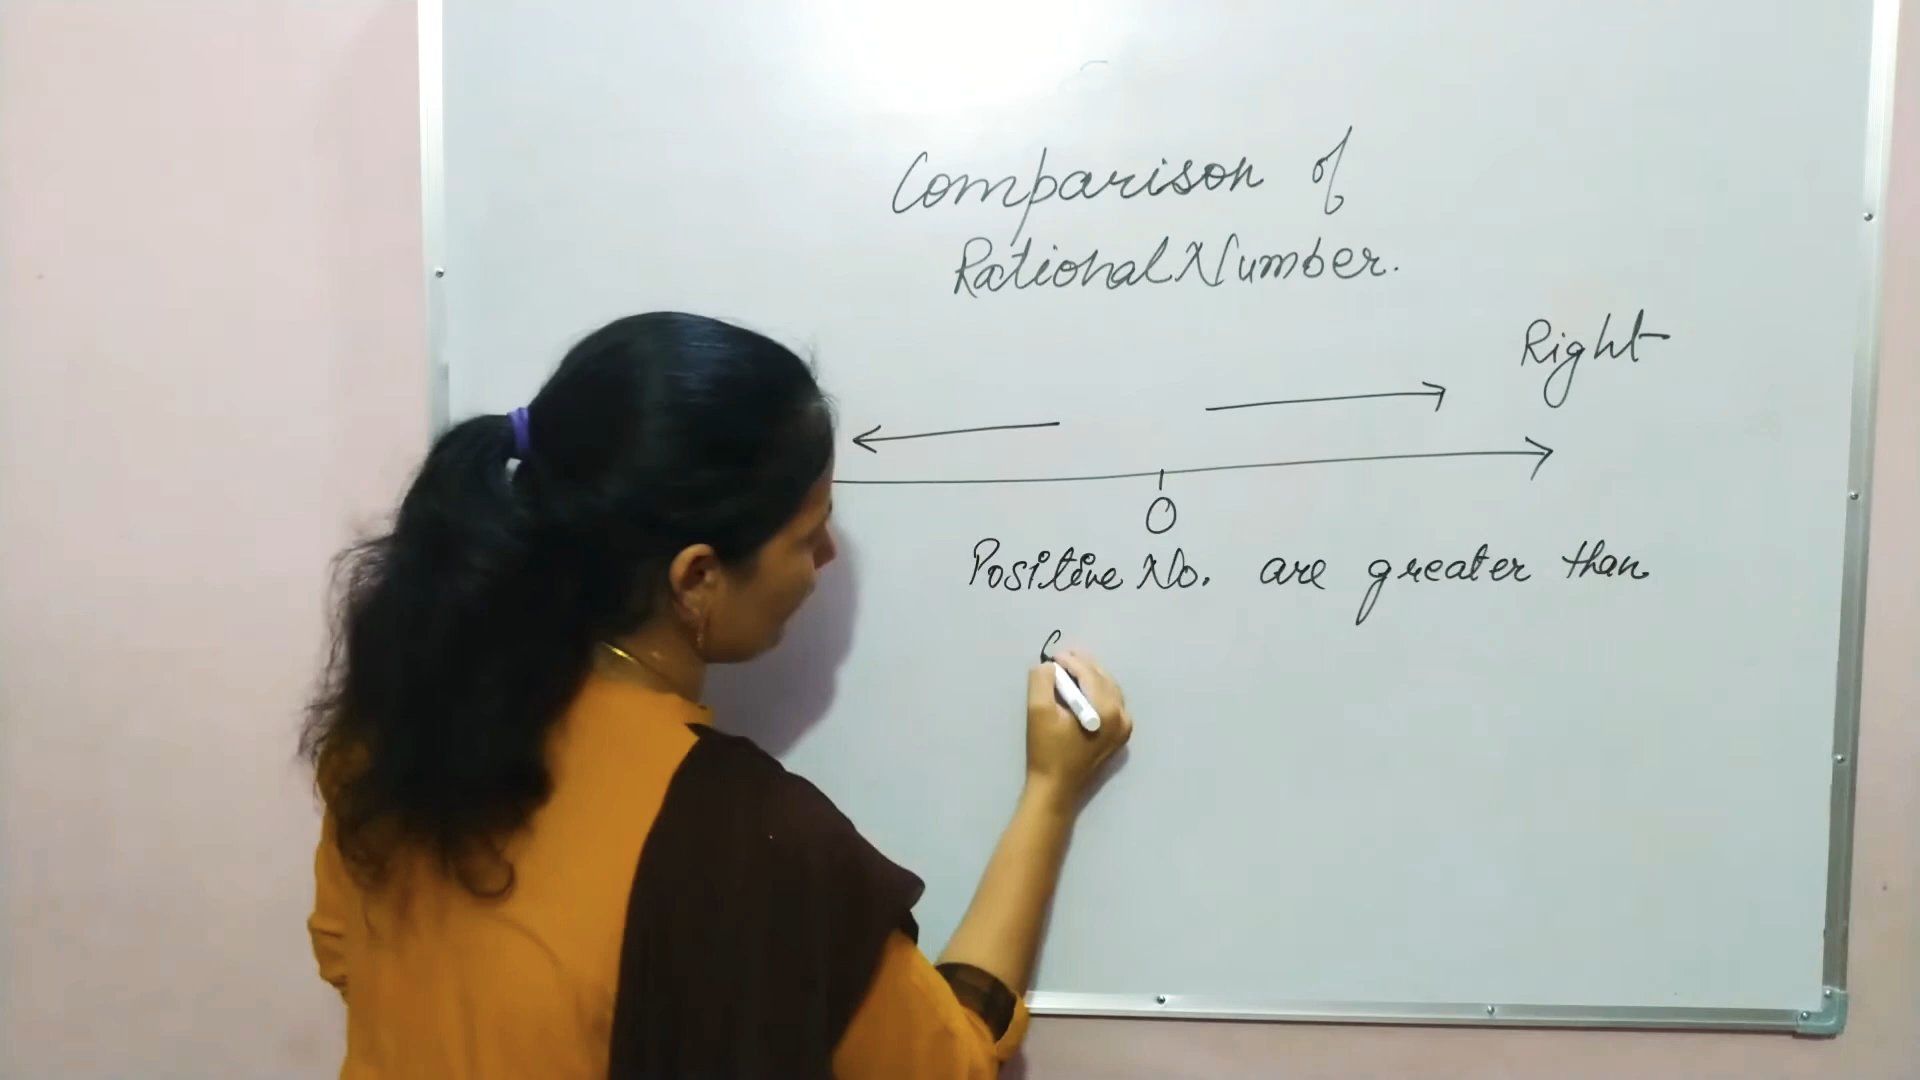 Comparison of
Rational Number.
Right
0
Positive No. are greater than